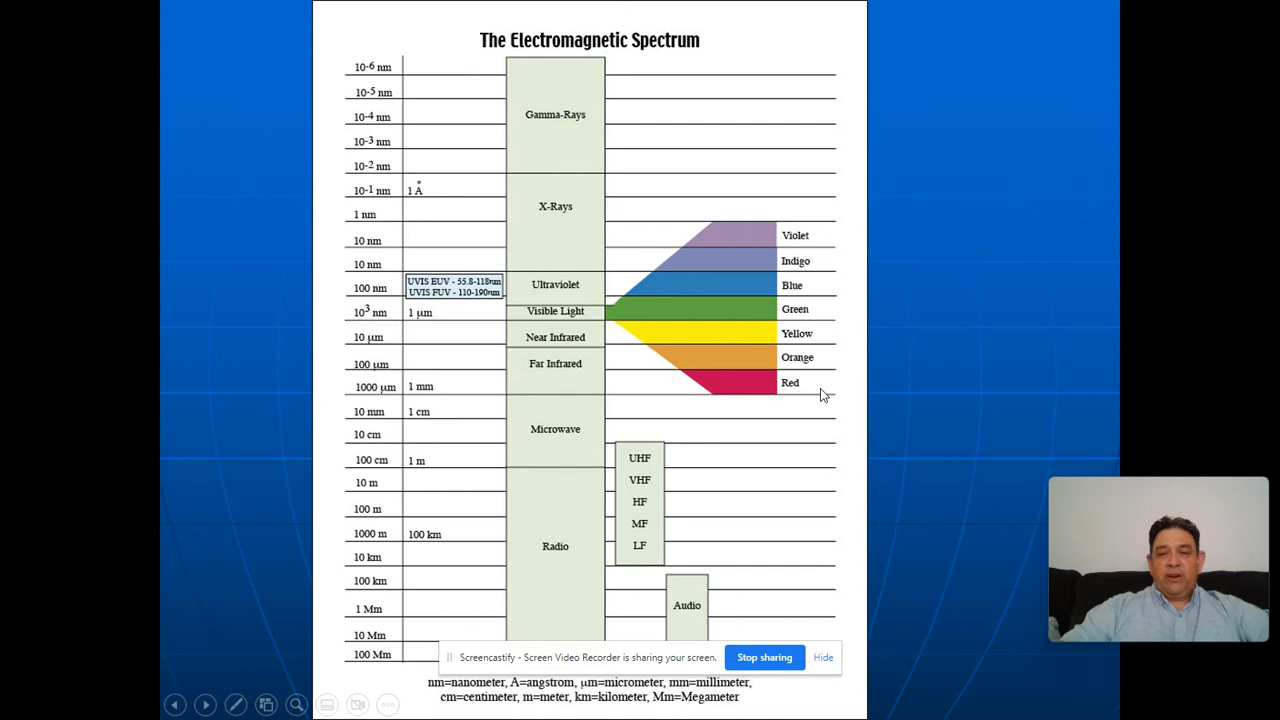 The Electromagnetic Spectrum
10-6 nm
10-5 nm
10-4 nm
Gamma-Rays
10-3 nm
10-2 nm
10-1 nm
1 Å
X-Rays
1 nm
10 nm
Violet
10 nm
Indigo
100 nm
UVIS EUV - 55.8-118nm
UVIS FUV - 110-190nm
Ultraviolet
Blue
10³ nm
1 µm
Visible Light
Green
10 µm
Near Infrared
Yellow
100 µm
Far Infrared
Orange
1000 µm
1 mm
Red
10 mm
1 cm
Microwave
10 cm
100 cm
1 m
UHF
10 m
VHF
100 m
HF
1000 m
100 km
MF
10 km
Radio
LF
100 km
1 Mm
Audio
10 Mm
100 Mm
Screencastify - Screen Video Recorder is sharing your screen.
Stop sharing
Hide
nm=nanometer, A=angstrom, µm=micrometer, mm=millimeter,
cm=centimeter, m=meter, km=kilometer, Mm=Megameter